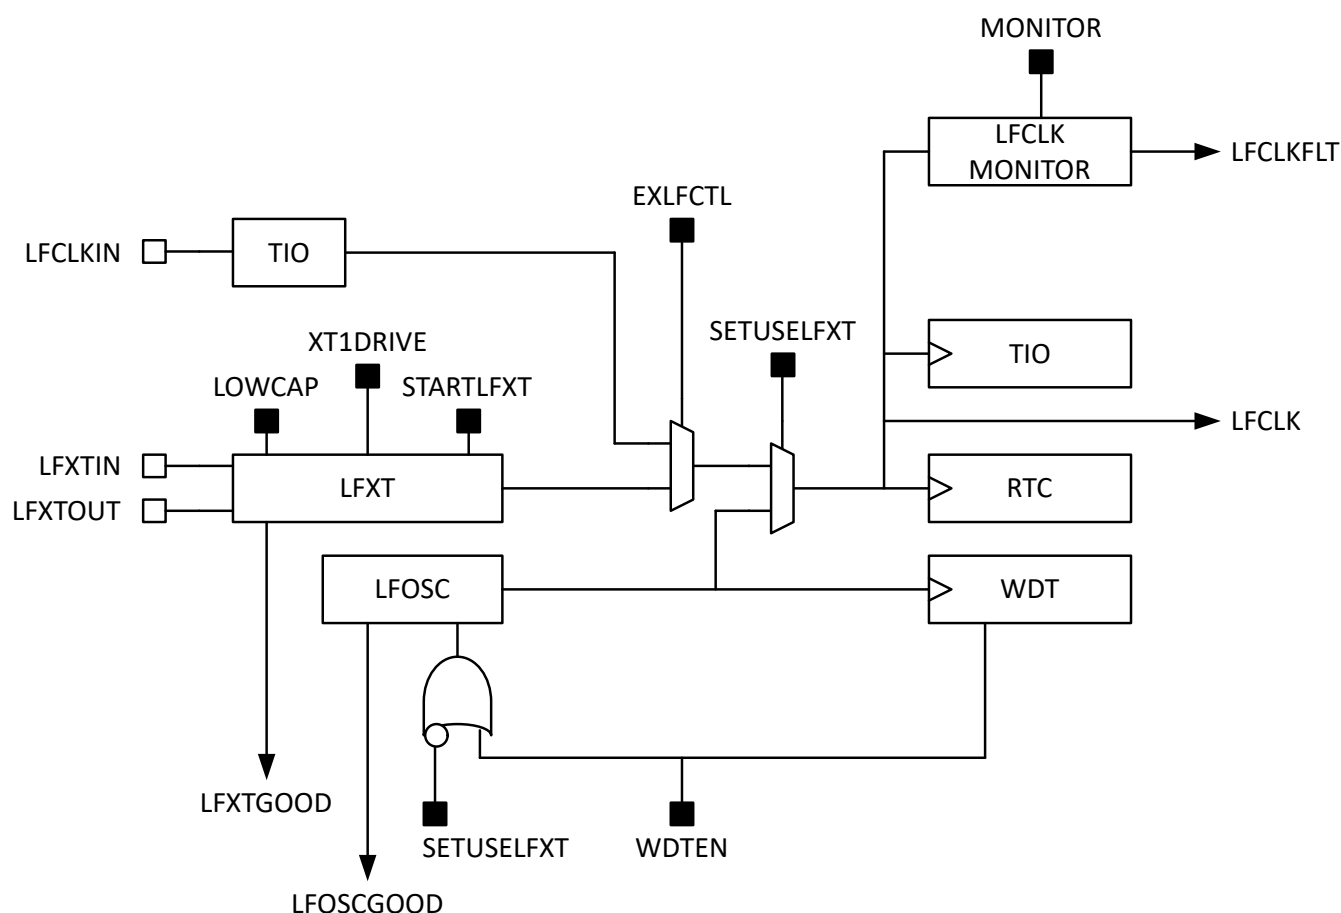 MONITOR
LFCLK
MONITOR
LFCLKFLT
EXLFCTL
LFCLKIN
TIO
XT1DRIVE
SETUSELFXT
TIO
LOWCAP
STARTLFXT
LFCLK
LFXTIN
LFXT
RTC
LFXTOUT
LFOSC
WDT
LFXTGOOD
SETUSELFXT
WDTEN
LFOSCGOOD